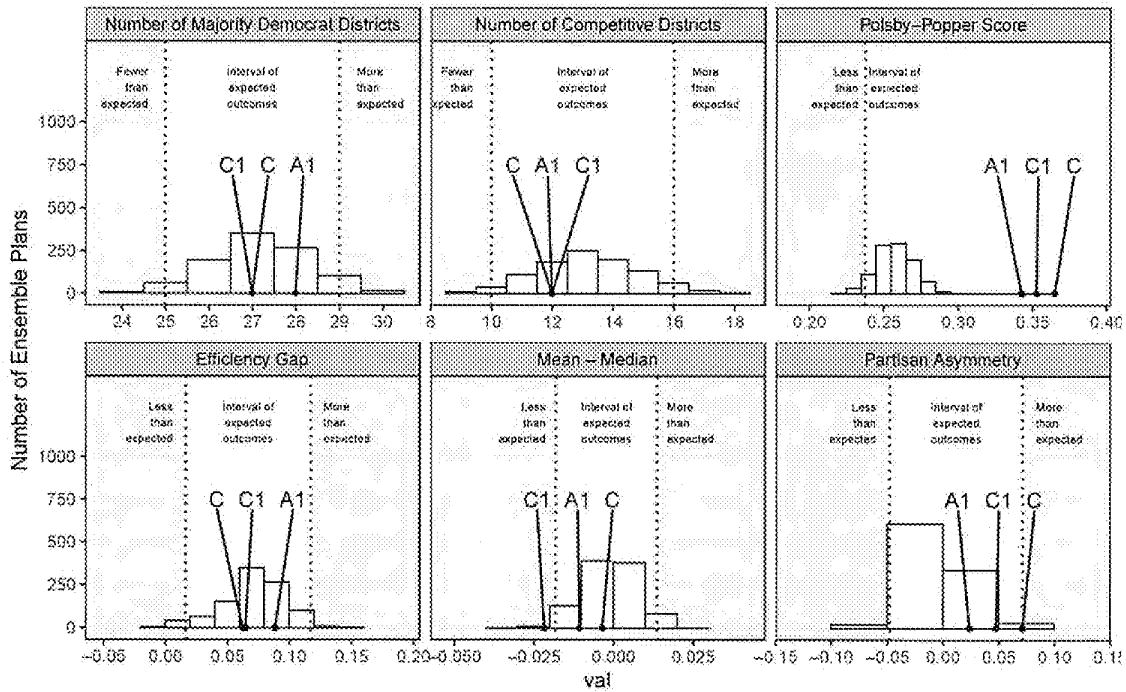 Number of Majority Democrat Districts
Number of Competitive Districts
Polsby−Popper Score
Fewer
than
expected
Interval of
expected
outcomes
More
than
expected
Fewer
than
expected
Interval of
expected
outcomes
More
than
expected
Less
than
expected
Interval of
expected
outcomes
1000
750
500
250
0
C1 C A1
C A1 C1
A1 C1 C
24 25 26 27 28 29 30
8 10 12 14 16 18
0.20 0.25 0.30 0.35 0.40
Number of Ensemble Plans
Efficiency Gap
Mean − Median
Partisan Asymmetry
Less
than
expected
Interval of
expected
outcomes
More
than
expected
Less
than
expected
Interval of
expected
outcomes
More
than
expected
Less
than
expected
Interval of
expected
outcomes
More
than
expected
1000
750
500
250
0
C C1 A1
C1 A1 C
A1 C1 C
−0.05 0.00 0.05 0.10 0.15 0.20
−0.050 −0.025 0.000 0.025
−0.15 −0.10 −0.05 0.00 0.05 0.10 0.15
val